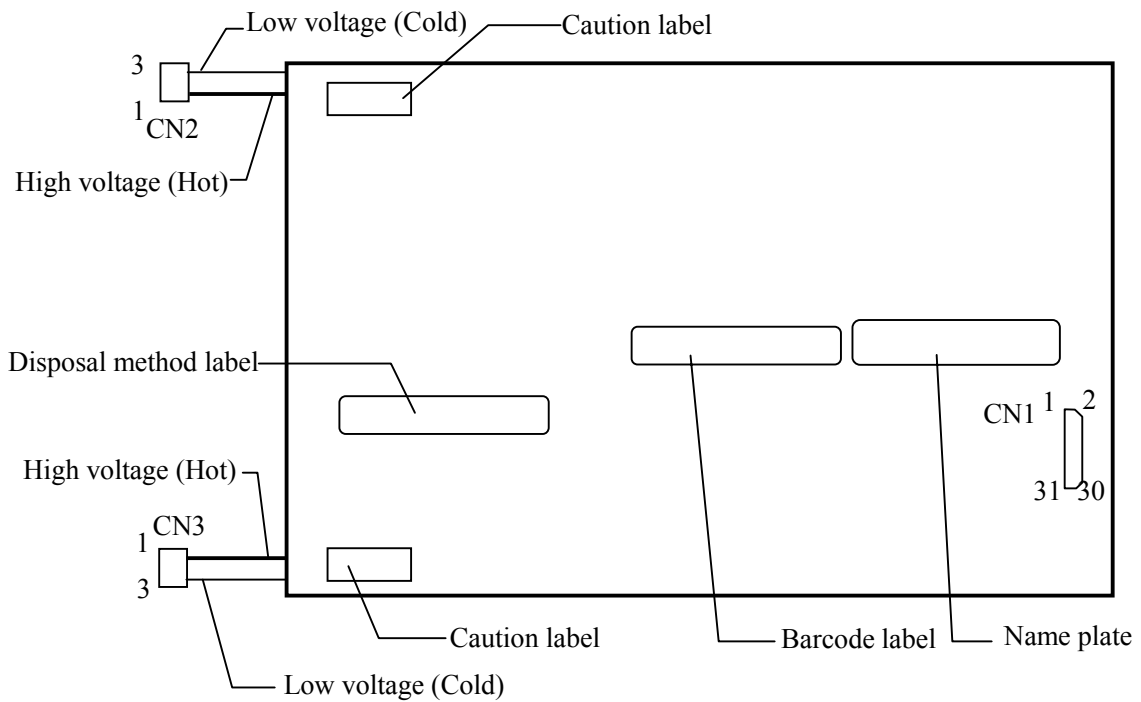 Low voltage (Cold)
Caution label
3
1
CN2
High voltage (Hot)
Disposal method label
CN1
1
2
31
30
High voltage (Hot)
CN3
1
3
Caution label
Barcode label
Name plate
Low voltage (Cold)